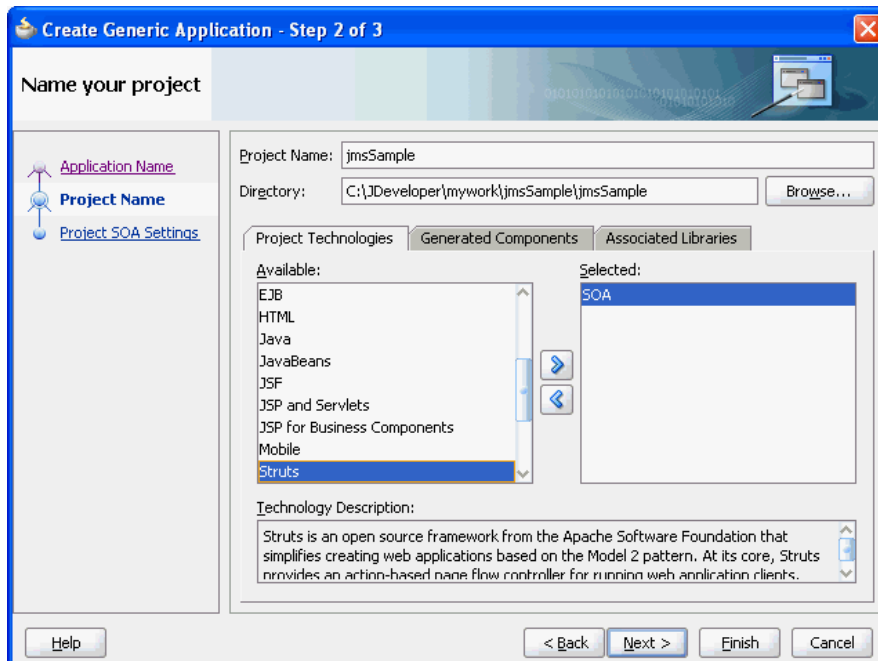 Create Generic Application - Step 2 of 3
Name your project
Application Name
Project Name
Project SOA Settings
Project Name: jmsSample
Directory: C:\JDeveloper\mywork\jmsSample\jmsSample Browse...
Project Technologies Generated Components Associated Libraries
Available: Selected:
EJB SOA
HTML
Java
JavaBeans
JSF
JSP and Servlets
JSP for Business Components
Mobile
Struts
Technology Description:
Struts is an open source framework from the Apache Software Foundation that
simplifies creating web applications based on the Model 2 pattern. At its core, Struts
provides an action-based page flow controller for running web application clients.
Help < Back Next > Finish Cancel